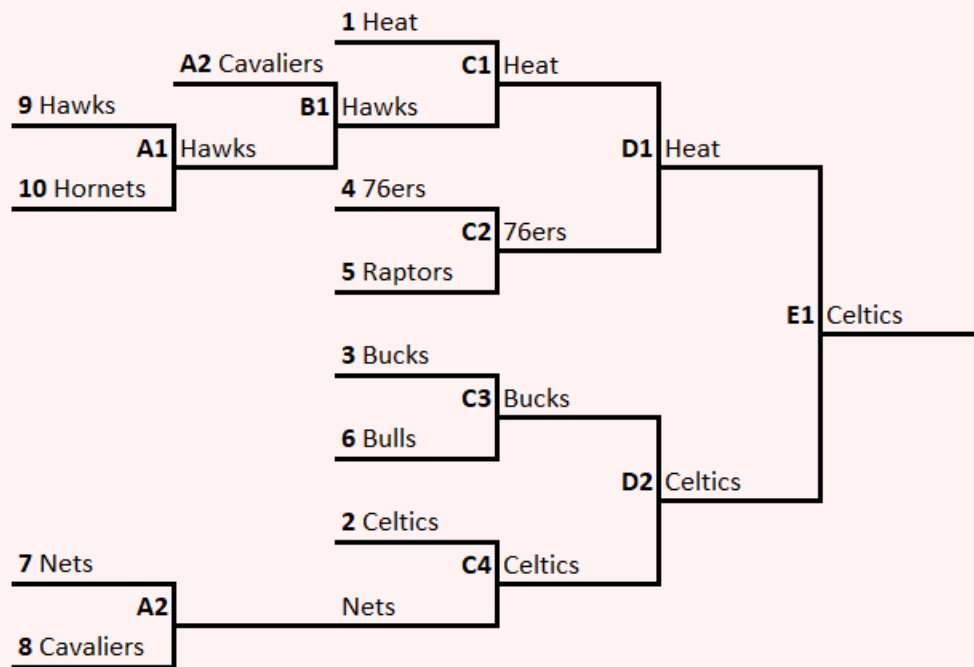 1 Heat
A2 Cavaliers
C1 Heat
9 Hawks
B1 Hawks
A1 Hawks
D1 Heat
10 Hornets
4 76ers
C2 76ers
5 Raptors
E1 Celtics
3 Bucks
C3 Bucks
6 Bulls
D2 Celtics
2 Celtics
7 Nets
C4 Celtics
A2
Nets
8 Cavaliers